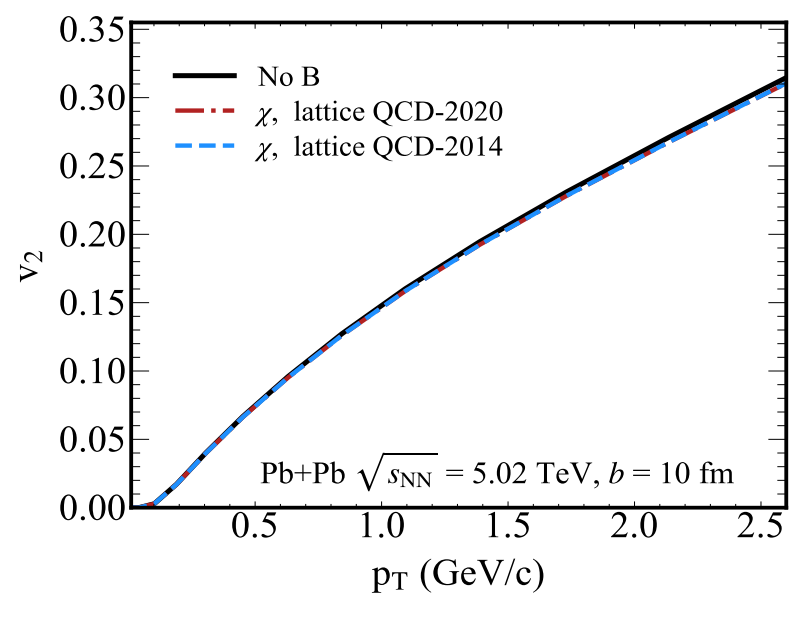 0.35
0.30
0.25
0.20
0.15
0.10
0.05
0.00
v₂
No B
χ, lattice QCD-2020
χ, lattice QCD-2014
Pb+Pb √s_NN = 5.02 TeV, b = 10 fm
0.5 1.0 1.5 2.0 2.5
p_T (GeV/c)